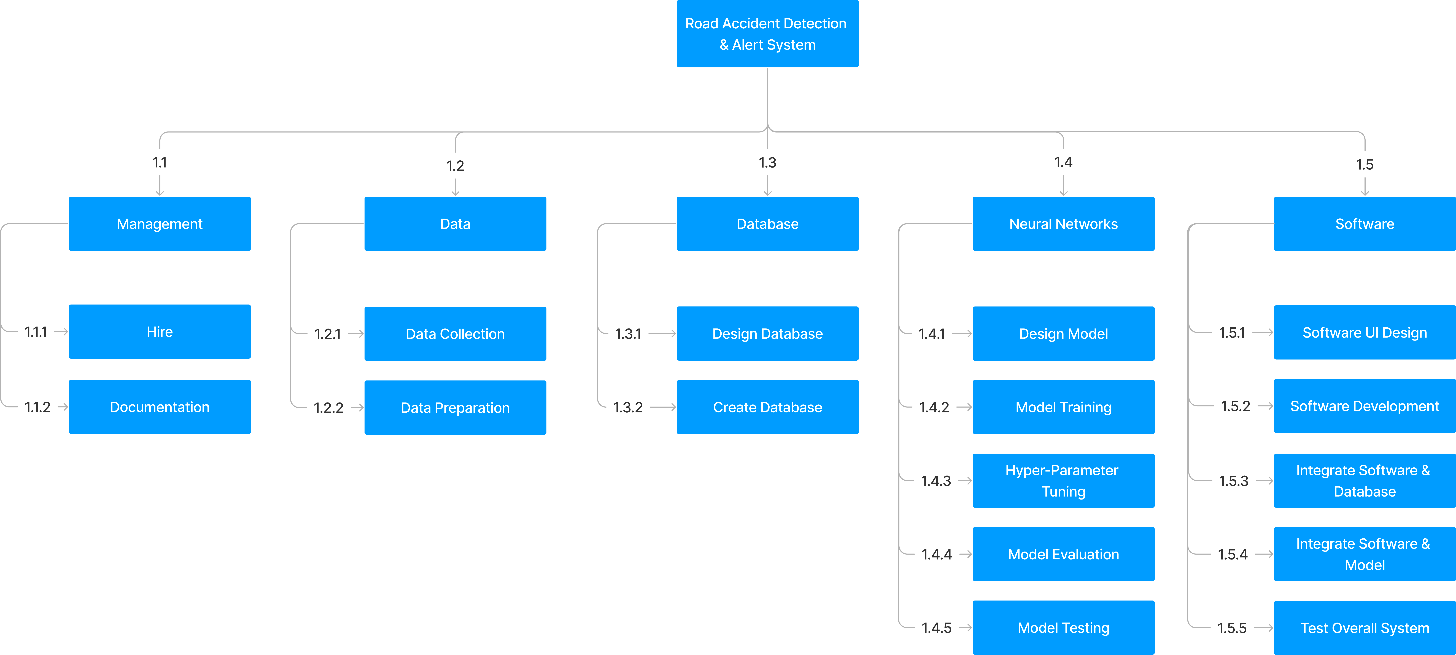 Road Accident Detection
& Alert System
1.1
1.2
1.3
1.4
1.5
Management
Data
Database
Neural Networks
Software
1.1.1
Hire
1.1.2
Documentation
1.2.1
Data Collection
1.2.2
Data Preparation
1.3.1
Design Database
1.3.2
Create Database
1.4.1
Design Model
1.4.2
Model Training
1.4.3
Hyper-Parameter
Tuning
1.4.4
Model Evaluation
1.4.5
Model Testing
1.5.1
Software UI Design
1.5.2
Software Development
1.5.3
Integrate Software &
Database
1.5.4
Integrate Software &
Model
1.5.5
Test Overall System